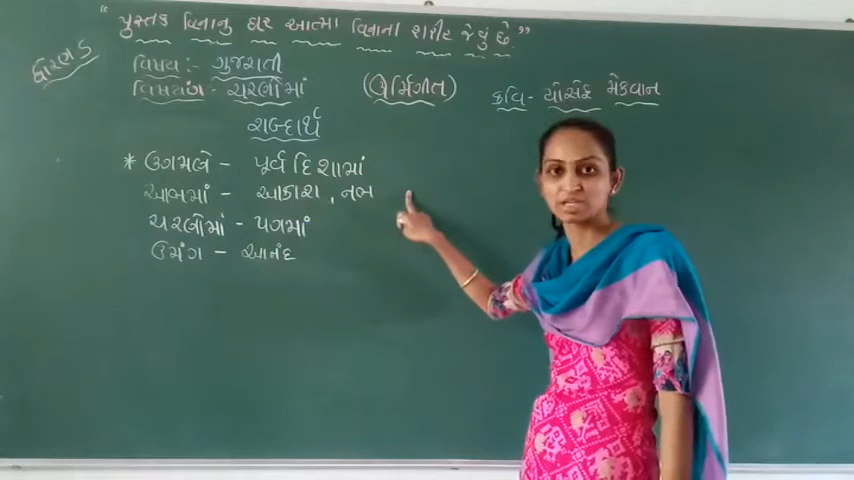 "પુસ્તક વિનાનુ ઘર આત્મા વિનાના શરીર જેવું છે."
ધોરણ ૬
વિષય :- ગુજરાતી
વિષયાંગ - ચરણોમાં (ઊર્મિગીત) કવિ - યોસેફ મેકવાન
શબ્દાર્થ
* ઉગમણે - પૂર્વ દિશામાં
આભમાં - આકાશ, નભ
ચરણોમાં - પગમાં
ઉમંગ - આનંદ